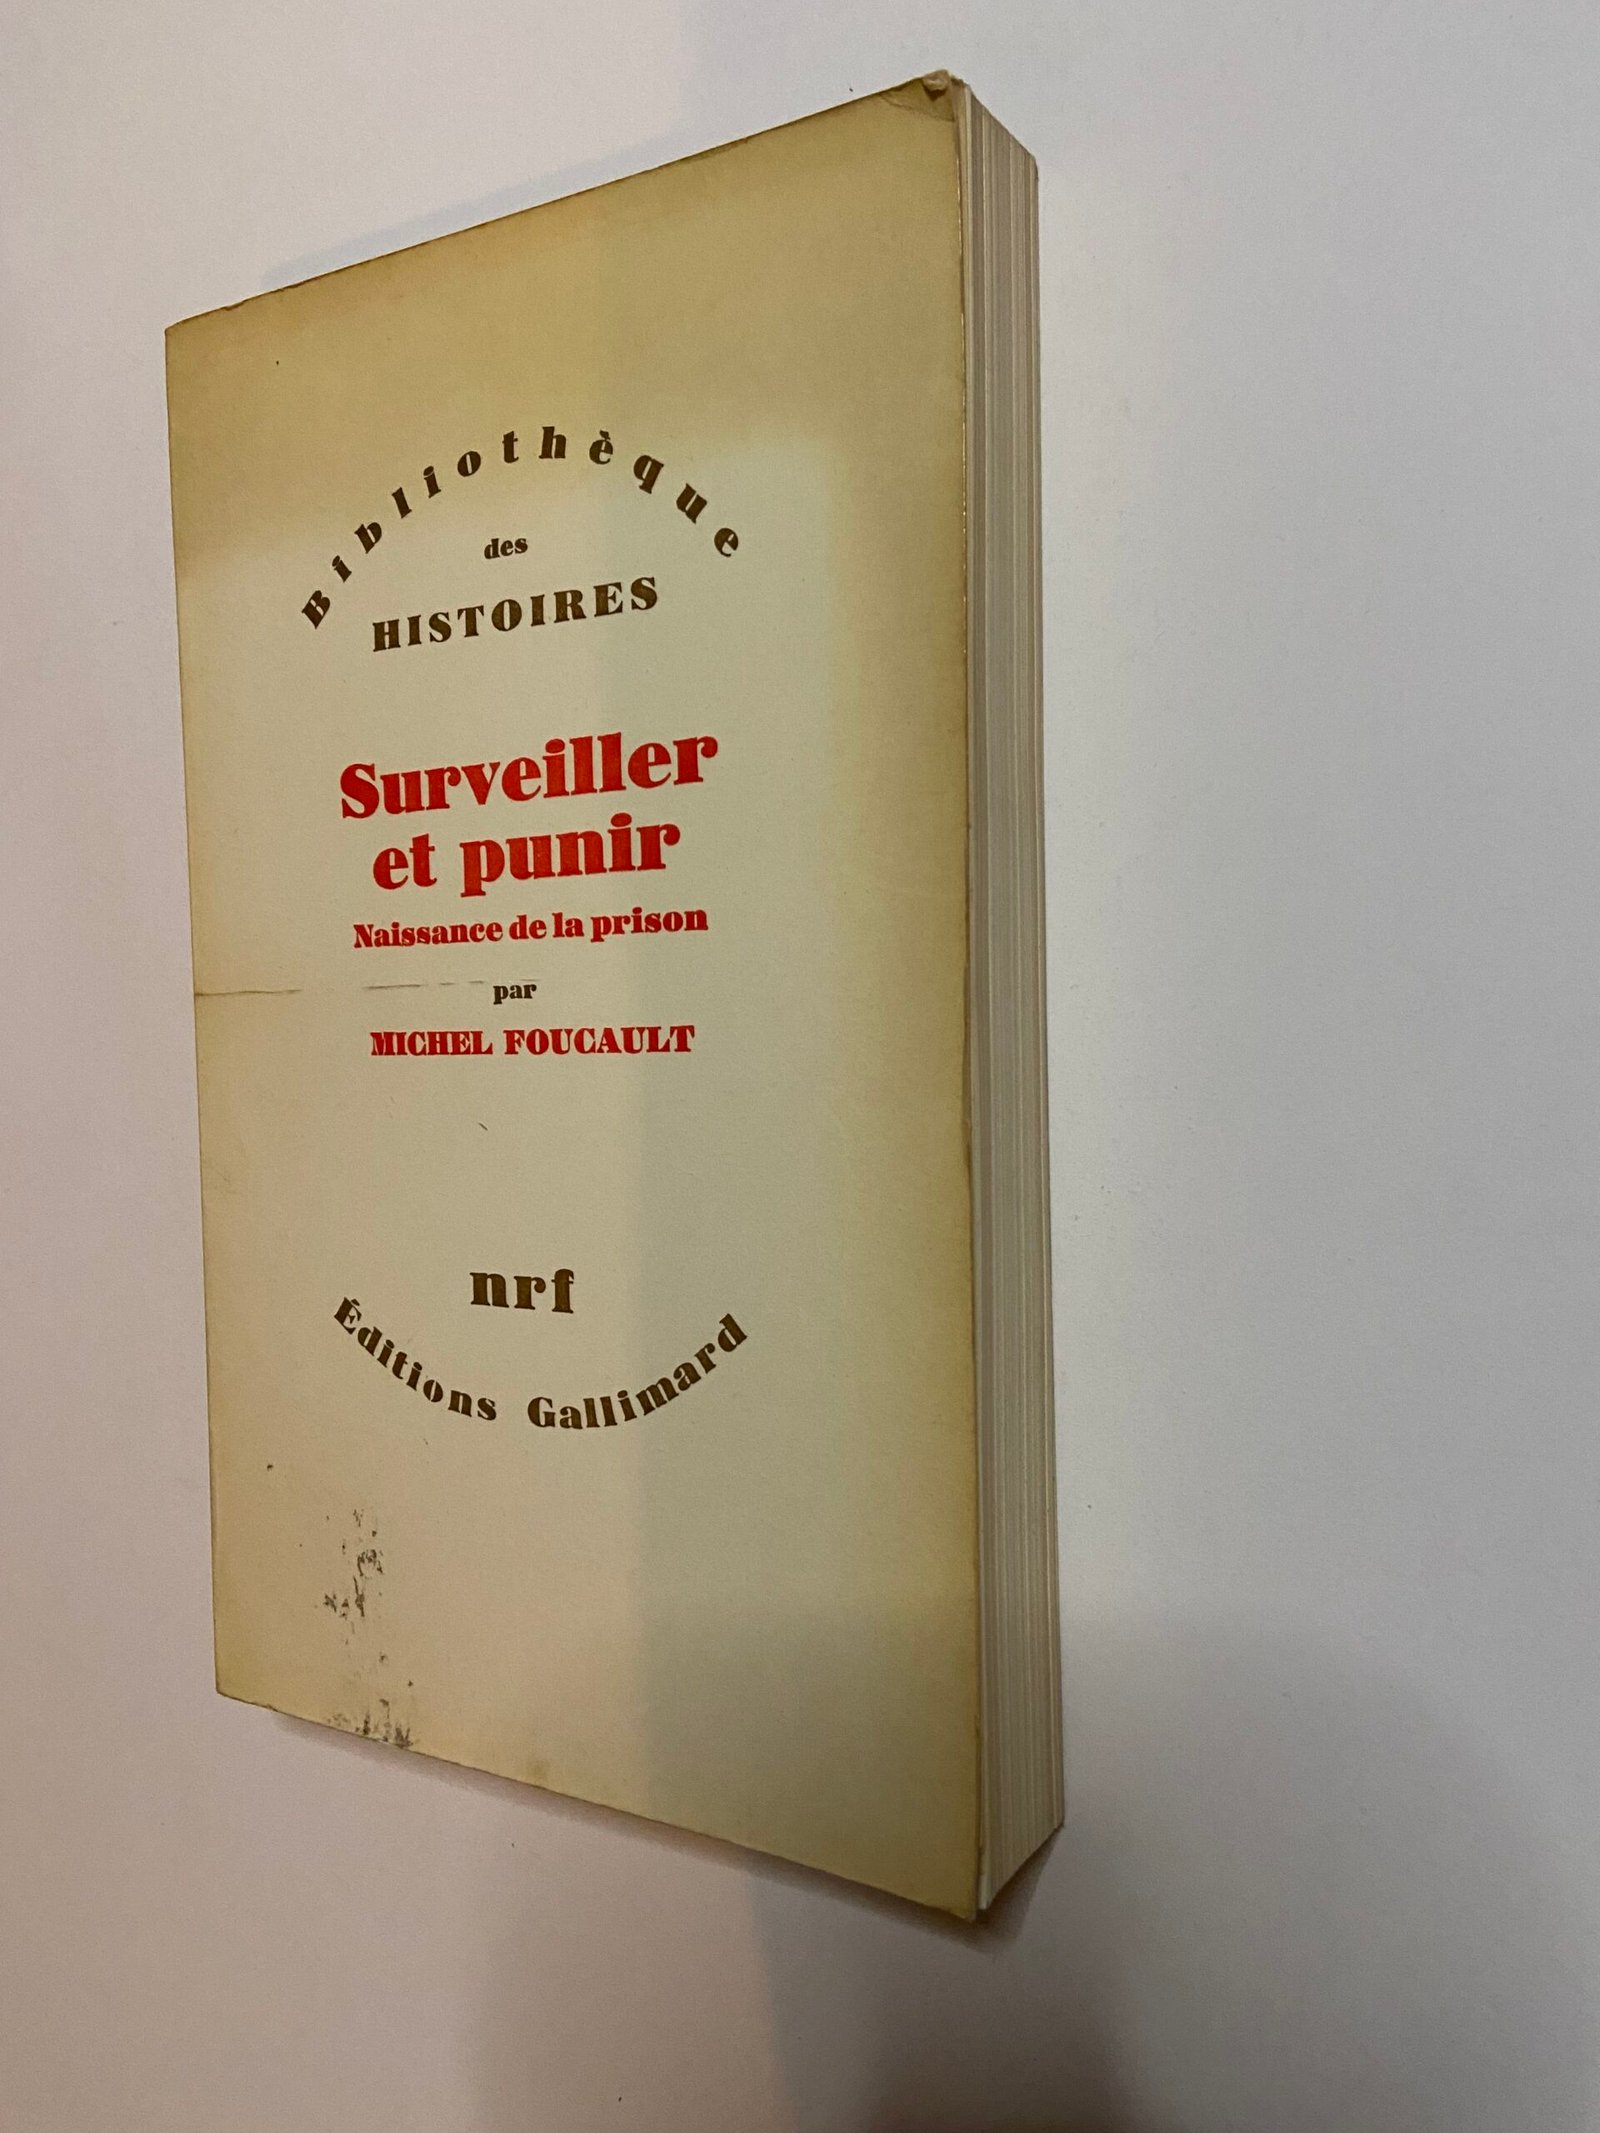 Bibliothèque
des
HISTOIRES
Surveiller
et punir
Naissance de la prison
par
MICHEL FOUCAULT
nrf
Éditions Gallimard